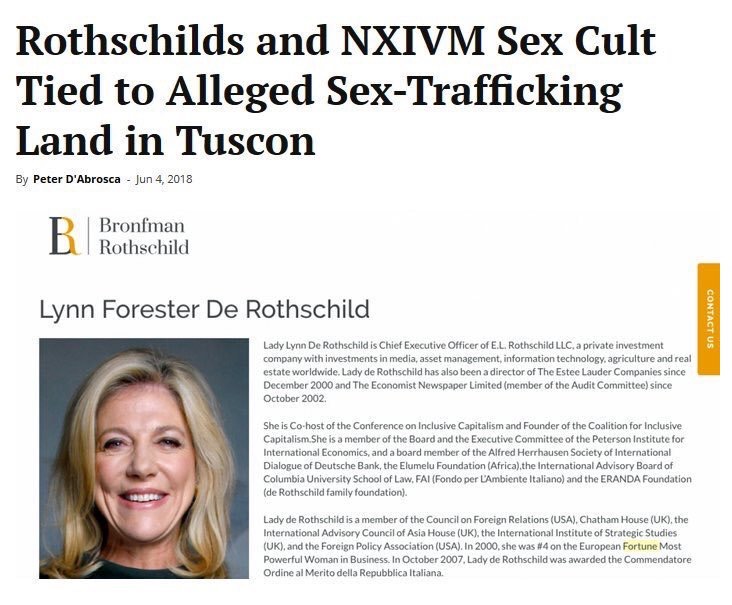 Rothschilds and NXIVM Sex Cult
Tied to Alleged Sex-Trafficking
Land in Tuscon
By Peter D'Abrosca - Jun 4, 2018
BR
Bronfman
Rothschild
CONTACT US
Lynn Forester De Rothschild
Lady Lynn De Rothschild is Chief Executive Officer of E.L. Rothschild LLC, a private investment
company with investments in media, asset management, information technology, agriculture and real
estate worldwide. Lady de Rothschild has also been a director of The Estee Lauder Companies since
December 2000 and The Economist Newspaper Limited (member of the Audit Committee) since
October 2002.
She is Co-host of the Conference on Inclusive Capitalism and Founder of the Coalition for Inclusive
Capitalism.She is a member of the Board and the Executive Committee of the Peterson Institute for
International Economics, and a board member of the Alfred Herrhausen Society of International
Dialogue of Deutsche Bank, the Elumelu Foundation (Africa),the International Advisory Board of
Columbia University School of Law, FAI (Fondo per L'Ambiente Italiano) and the ERANDA Foundation
(de Rothschild family foundation).
Lady de Rothschild is a member of the Council on Foreign Relations (USA), Chatham House (UK), the
International Advisory Council of Asia House (UK), the International Institute of Strategic Studies
(UK), and the Foreign Policy Association (USA). In 2000, she was #4 on the European Fortune Most
Powerful Woman in Business. In October 2007, Lady de Rothschild was awarded the Commendatore
Ordine al Merito della Repubblica Italiana.